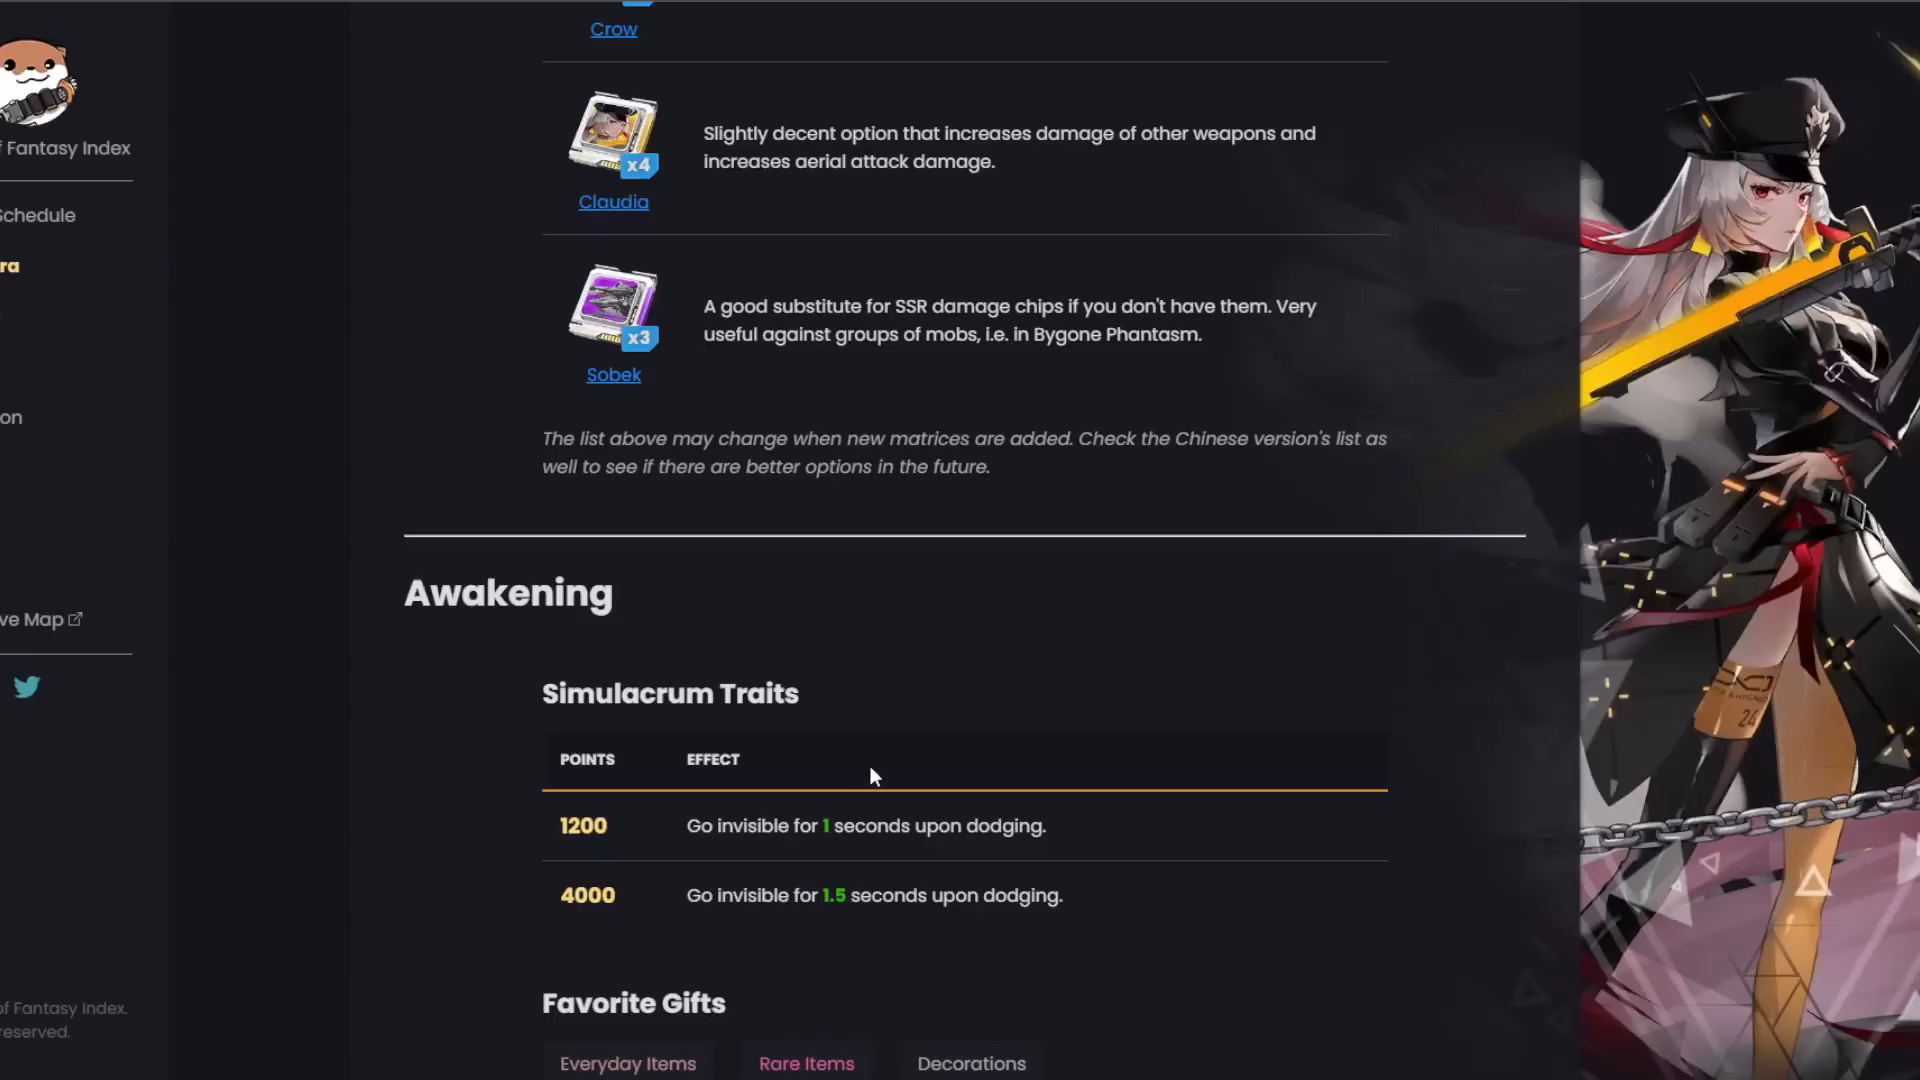 Crow
x4
Slightly decent option that increases damage of other weapons and
increases aerial attack damage.
Claudia
x3
A good substitute for SSR damage chips if you don't have them. Very
useful against groups of mobs, i.e. in Bygone Phantasm.
Sobek
The list above may change when new matrices are added. Check the Chinese version's list as
well to see if there are better options in the future.
Awakening
Simulacrum Traits
POINTS EFFECT
1200 Go invisible for 1 seconds upon dodging.
4000 Go invisible for 1.5 seconds upon dodging.
Favorite Gifts
Everyday Items Rare Items Decorations
f Fantasy Index
Schedule
ra
on
ve Map
of Fantasy Index.
reserved.
24